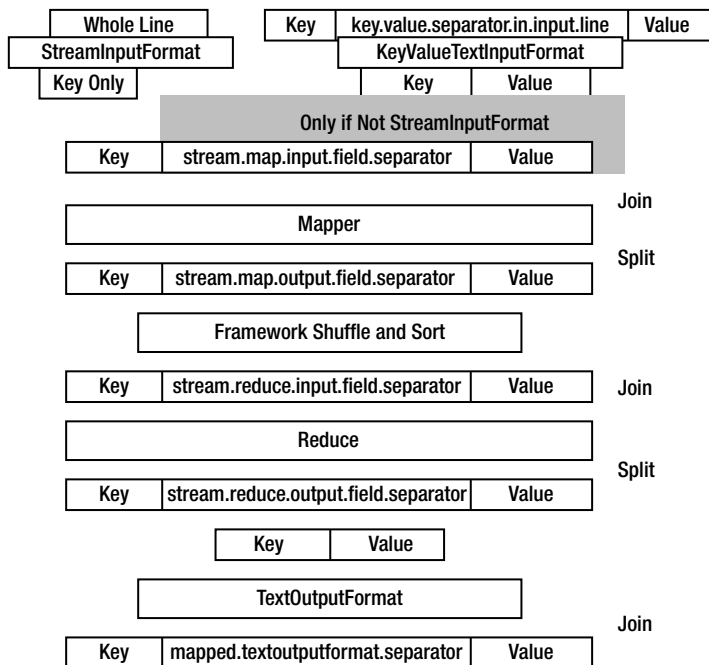 Whole Line
Key key.value.separator.in.input.line Value
StreamInputFormat
KeyValueTextInputFormat
Key Only
Key Value
Only if Not StreamInputFormat
Key stream.map.input.field.separator Value
Join
Mapper
Split
Key stream.map.output.field.separator Value
Framework Shuffle and Sort
Key stream.reduce.input.field.separator Value Join
Reduce
Split
Key stream.reduce.output.field.separator Value
Key Value
TextOutputFormat
Join
Key mapped.textoutputformat.separator Value